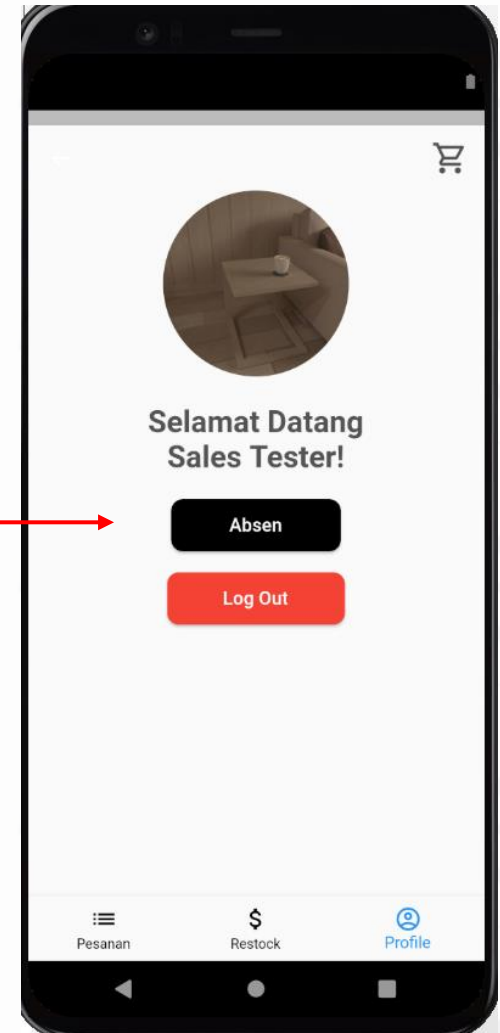 Selamat Datang
Sales Tester!
Absen
Log Out
Pesanan
Restock
Profile